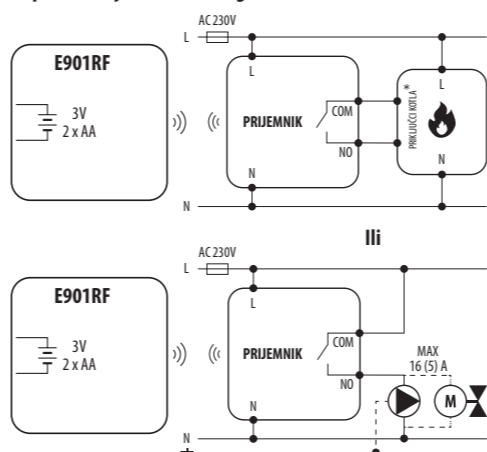 AC 230V
L
E901RF
3V
2 x AA
L
PRIJEMNIK
COM
NO
N
L
PRIKLJUČCI KOTLA*
N
N
Ili
AC 230V
L
E901RF
3V
2 x AA
L
PRIJEMNIK
COM
NO
N
MAX
16 (5) A
M
N